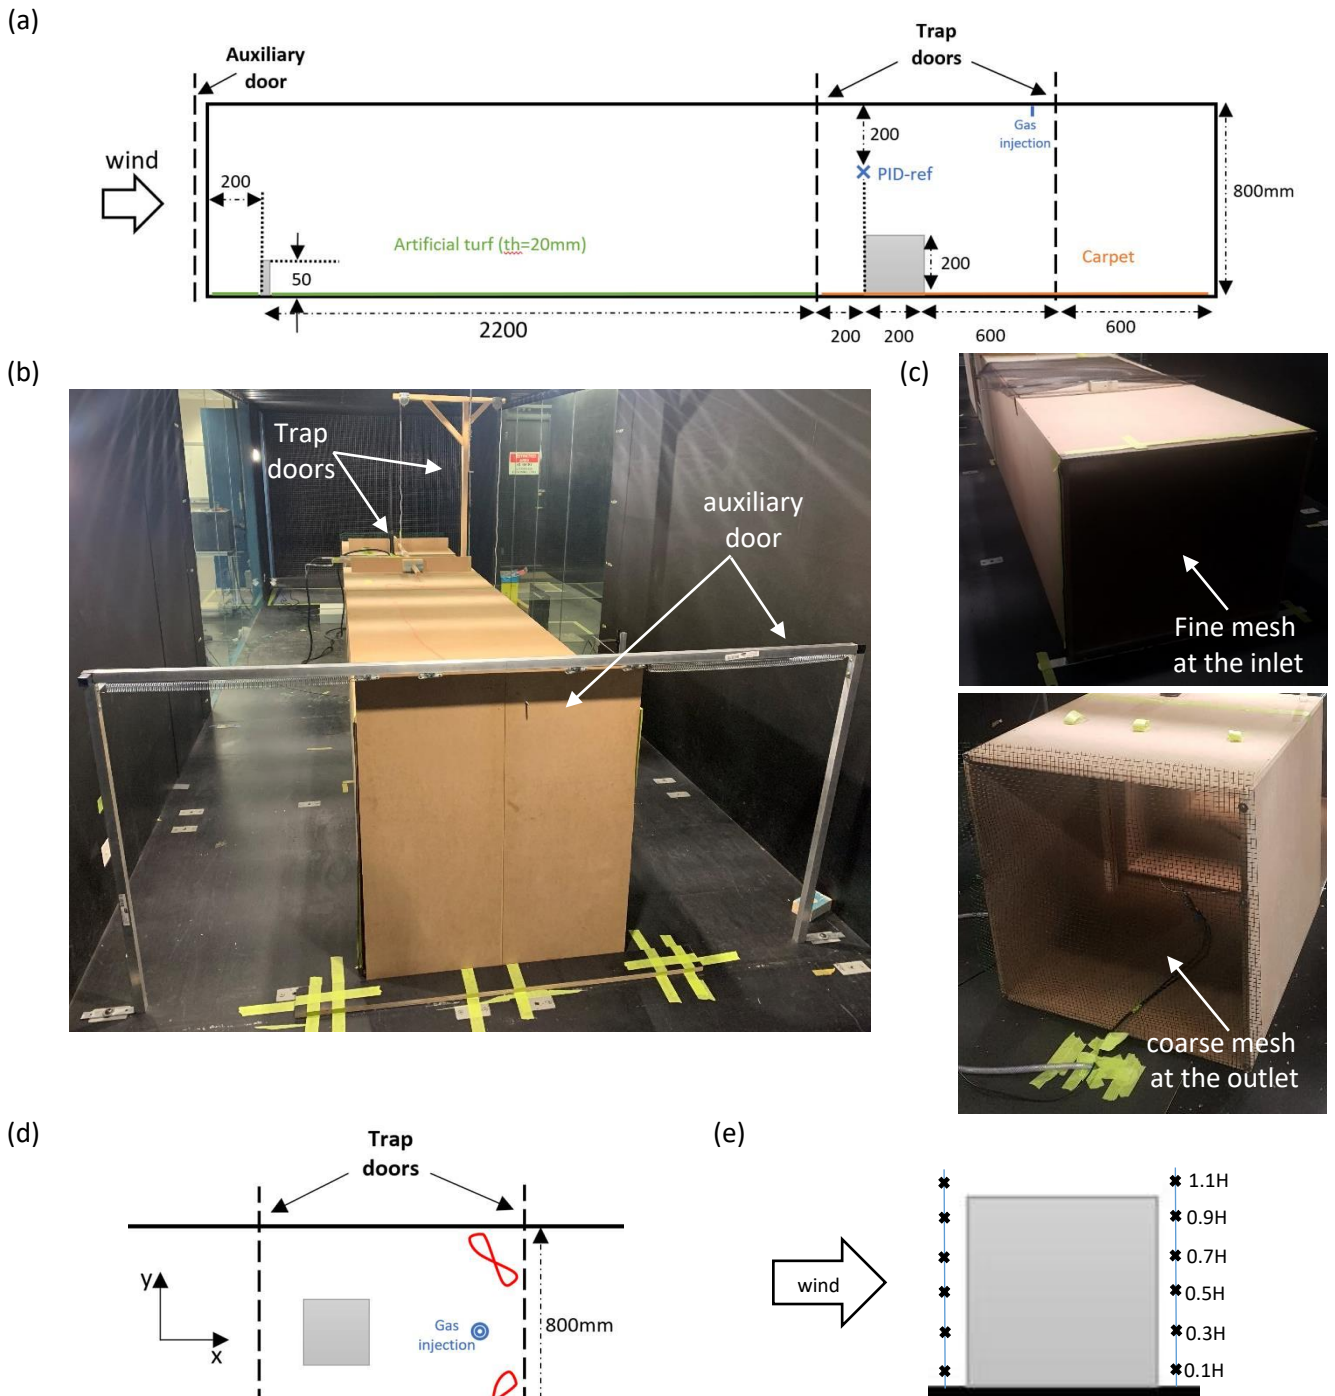 (a)
Auxiliary
door
Trap
doors
wind
200
200
Gas
injection
PID-ref
800mm
Artificial turf (th=20mm)
50
200
Carpet
2200
200
200
600
600
(b)
Trap
doors
auxiliary
door
(c)
Fine mesh
at the inlet
coarse mesh
at the outlet
(d)
Trap
doors
y
x
Gas
injection
800mm
(e)
wind
1.1H
0.9H
0.7H
0.5H
0.3H
0.1H